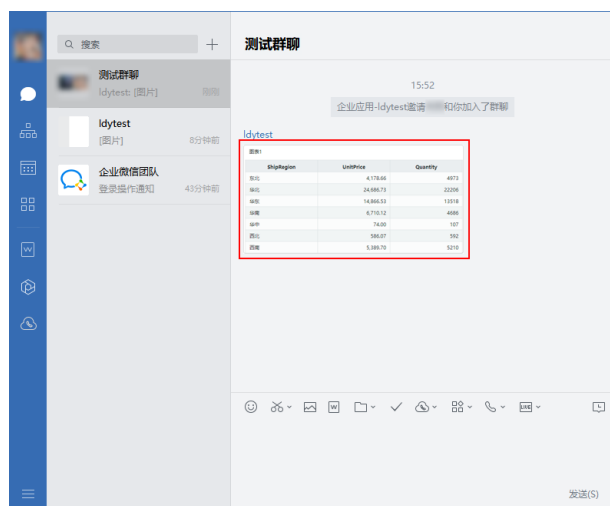 搜索
测试群聊
ldytest: [图片] 刚刚
ldytest
[图片] 8分钟前
企业微信团队
登录操作通知 43分钟前
测试群聊
15:52
企业应用-ldytest邀请 和你加入了群聊
ldytest
图表1
ShipRegion UnitPrice Quantity
东北 4,178.66 4973
华北 24,686.73 22206
华东 14,866.53 13518
华南 6,710.12 4686
华中 74.00 107
西北 586.07 592
西南 5,389.70 5210
W
LIVE
发送(S)